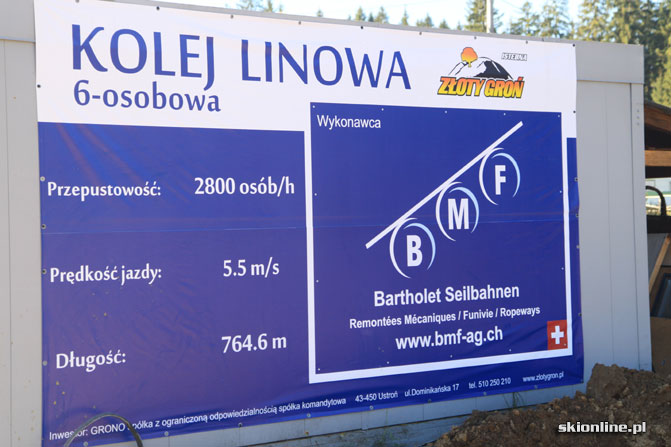 KOLEJ LINOWA
6-osobowa
ISTEBNA
ZŁOTY GROŃ
Przepustowość: 2800 osób/h
Prędkość jazdy: 5.5 m/s
Długość: 764.6 m
Wykonawca
B M F
Bartholet Seilbahnen
Remontées Mécaniques / Funivie / Ropeways
www.bmf-ag.ch
Inwestor: GRONO spółka z ograniczoną odpowiedzialnością spółka komandytowa 43-450 Ustroń ul.Dominikańska 17 tel. 510 250 210 www.zlotygron.pl
skionline.pl